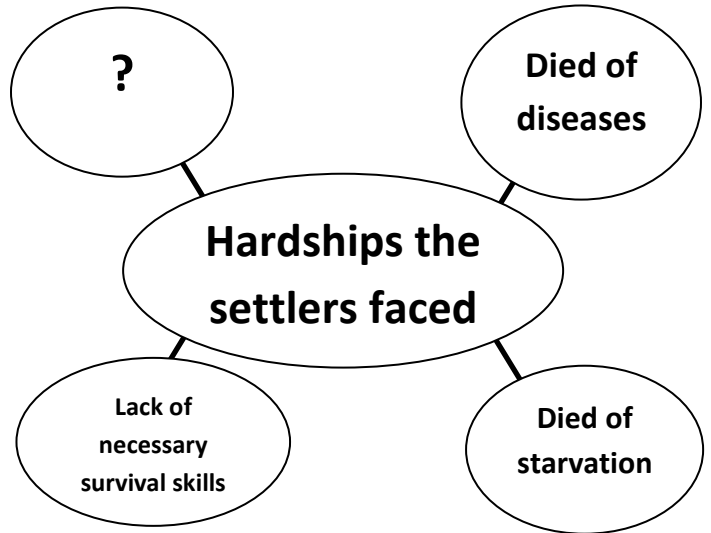 ?
Died of
diseases
Hardships the
settlers faced
Lack of
necessary
survival skills
Died of
starvation